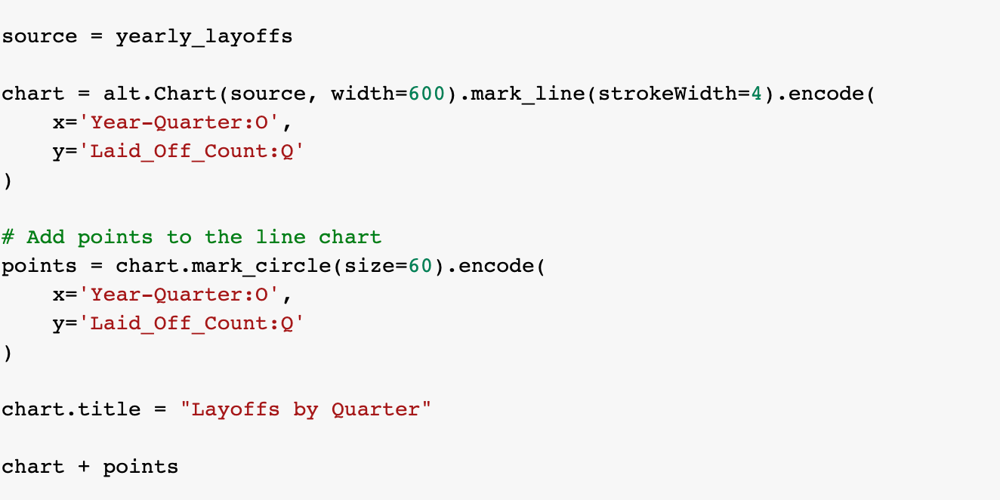 source = yearly_layoffs
chart = alt.Chart(source, width=600).mark_line(strokeWidth=4).encode(
    x='Year-Quarter:O',
    y='Laid_Off_Count:Q'
)
# Add points to the line chart
points = chart.mark_circle(size=60).encode(
    x='Year-Quarter:O',
    y='Laid_Off_Count:Q'
)
chart.title = "Layoffs by Quarter"
chart + points